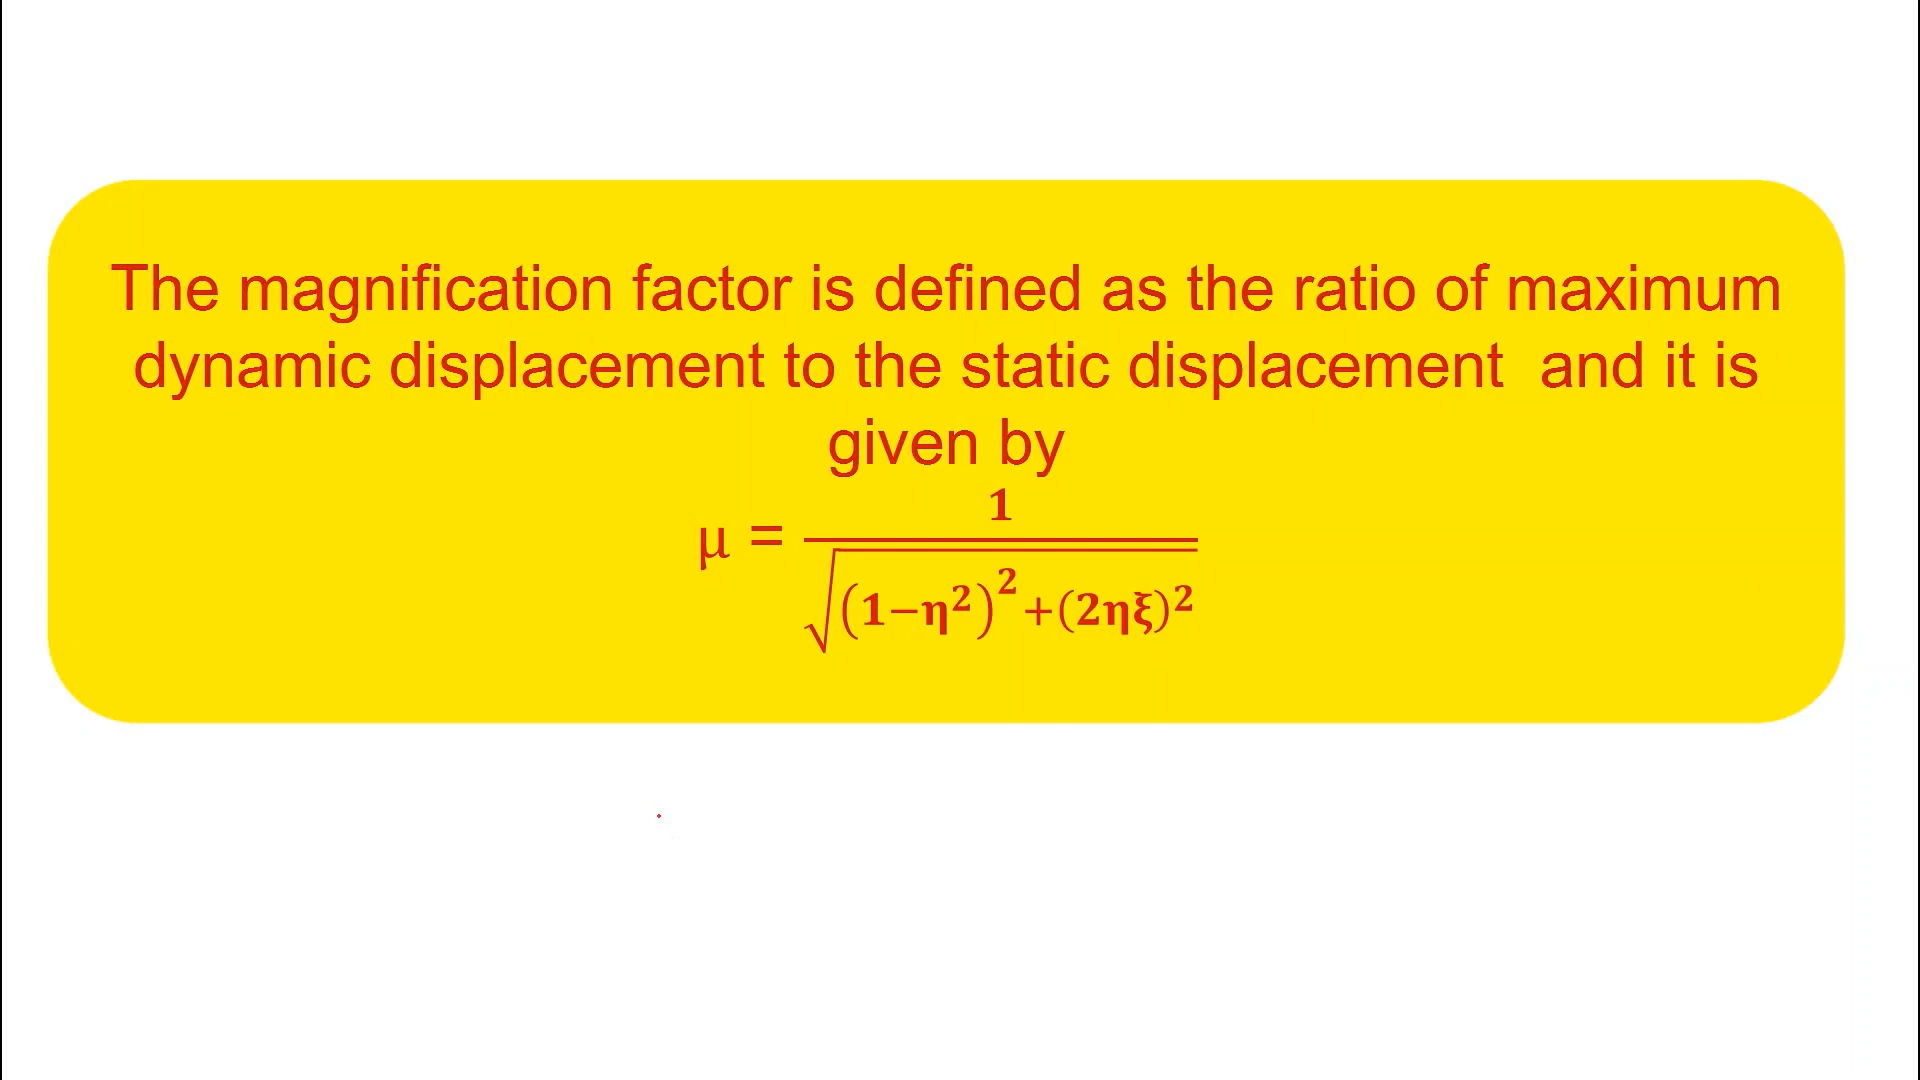 The magnification factor is defined as the ratio of maximum
dynamic displacement to the static displacement  and it is
given by
μ = 1 / √((1−η²)²+(2ηξ)²)